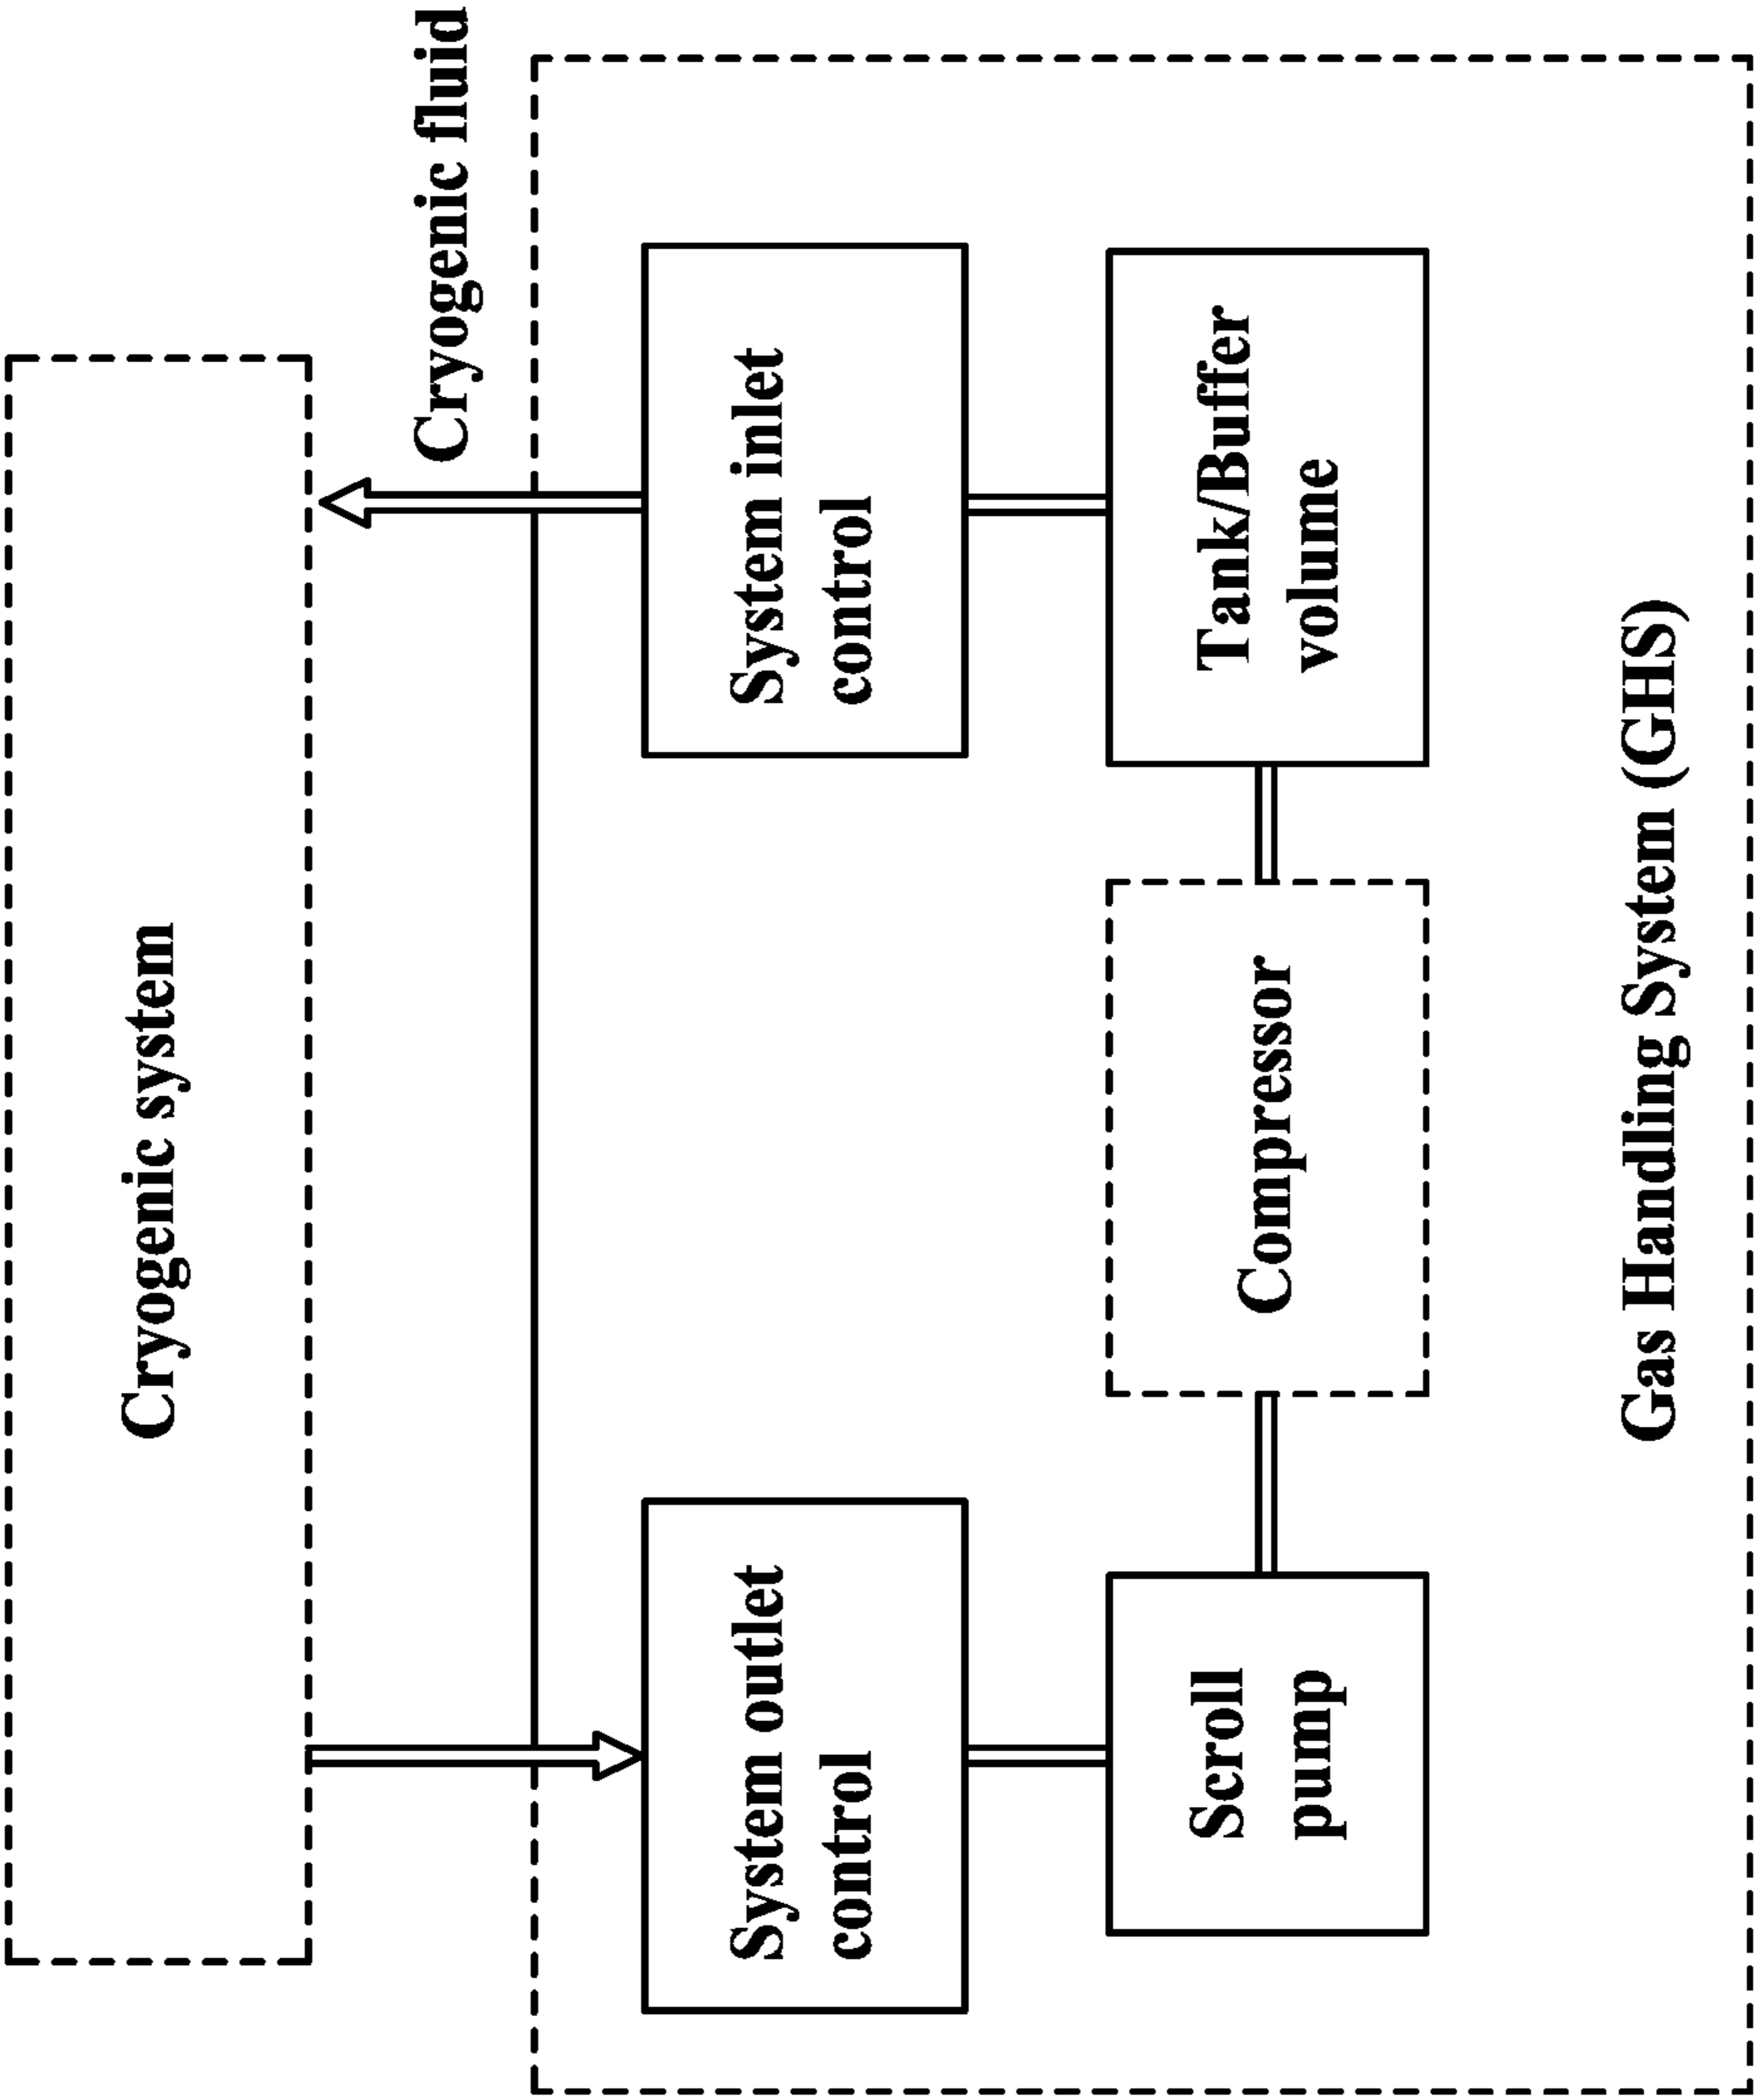 Cryogenic system
Cryogenic fluid
System outlet
control
System inlet
control
Scroll
pump
Compressor
Tank/Buffer
volume
Gas Handling System (GHS)